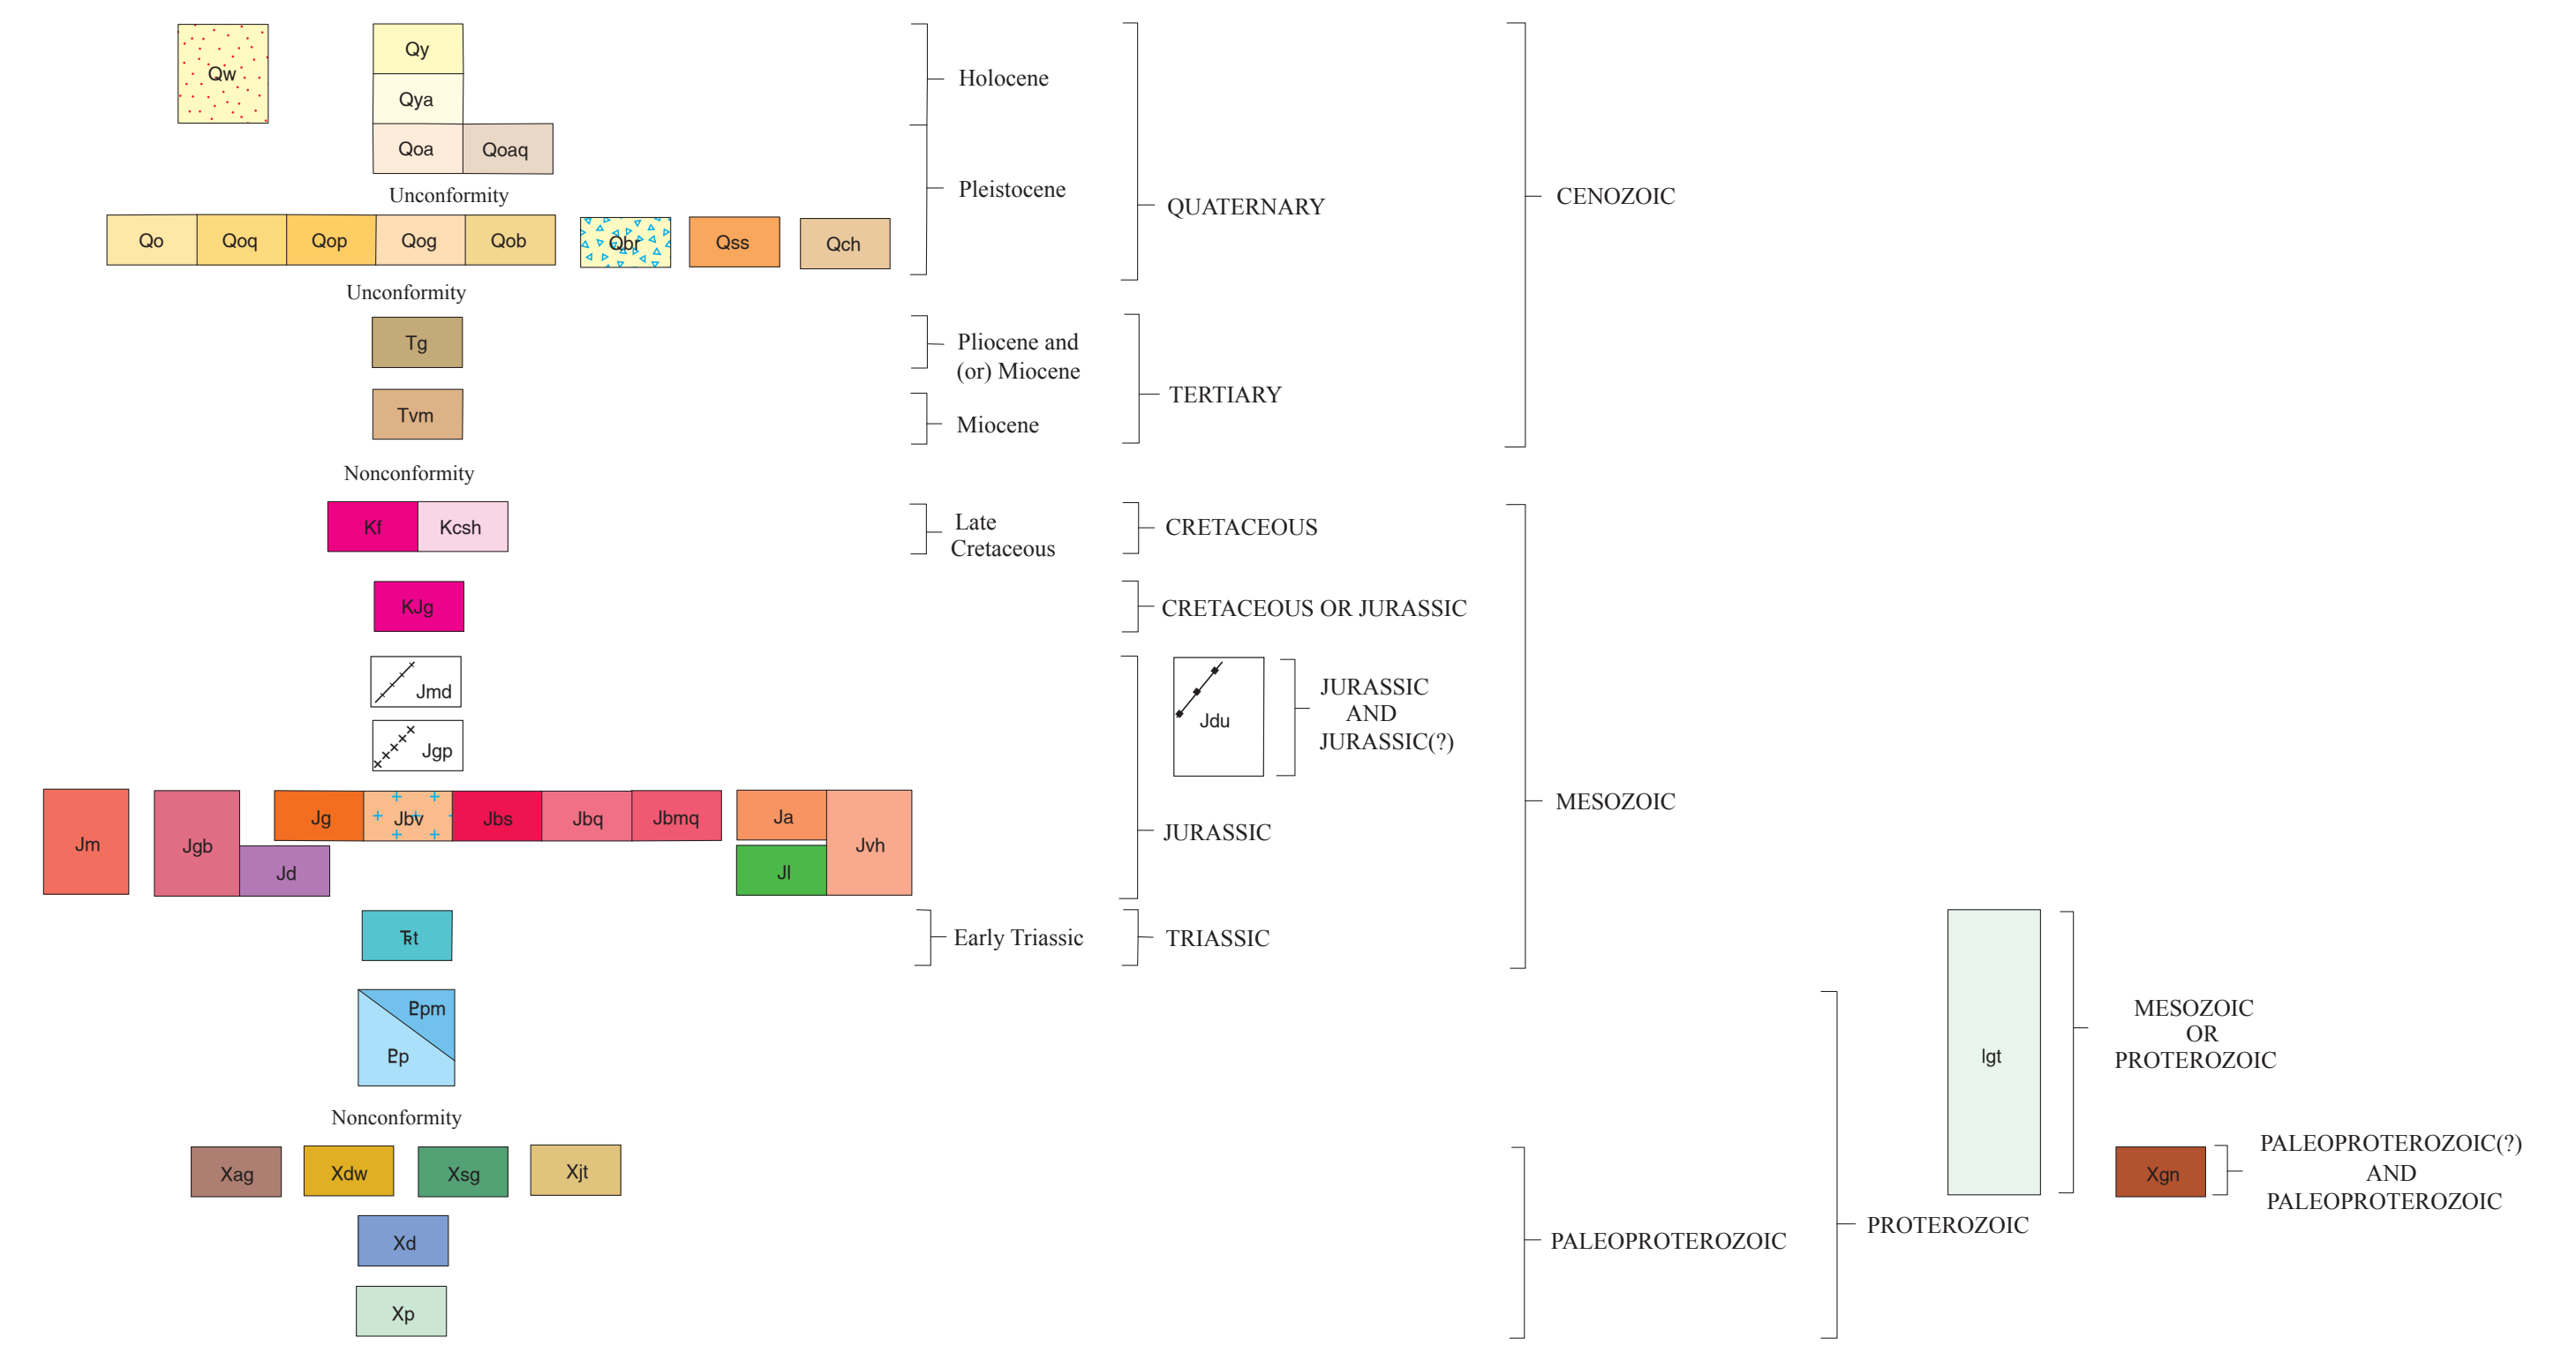 Qw
Qy
Qya
Qoa Qoaq
Unconformity
Qo Qoq Qop Qog Qob Qbr Qss Qch
Unconformity
Tg
Tvm
Nonconformity
Kf Kcsh
KJg
Jmd
Jgp
Jm Jgb Jg Jbv Jbs Jbq Jbmq Ja Jvh
Jd Jl
Ŧt
Ppm
Pp
Nonconformity
Xag Xdw Xsg Xjt
Xd
Xp
Holocene
Pleistocene
Pliocene and
(or) Miocene
Miocene
Late
Cretaceous
Early Triassic
QUATERNARY
TERTIARY
CRETACEOUS
CRETACEOUS OR JURASSIC
Jdu
JURASSIC
AND
JURASSIC(?)
JURASSIC
TRIASSIC
CENOZOIC
MESOZOIC
PALEOPROTEROZOIC
PROTEROZOIC
lgt
MESOZOIC
OR
PROTEROZOIC
Xgn
PALEOPROTEROZOIC(?)
AND
PALEOPROTEROZOIC